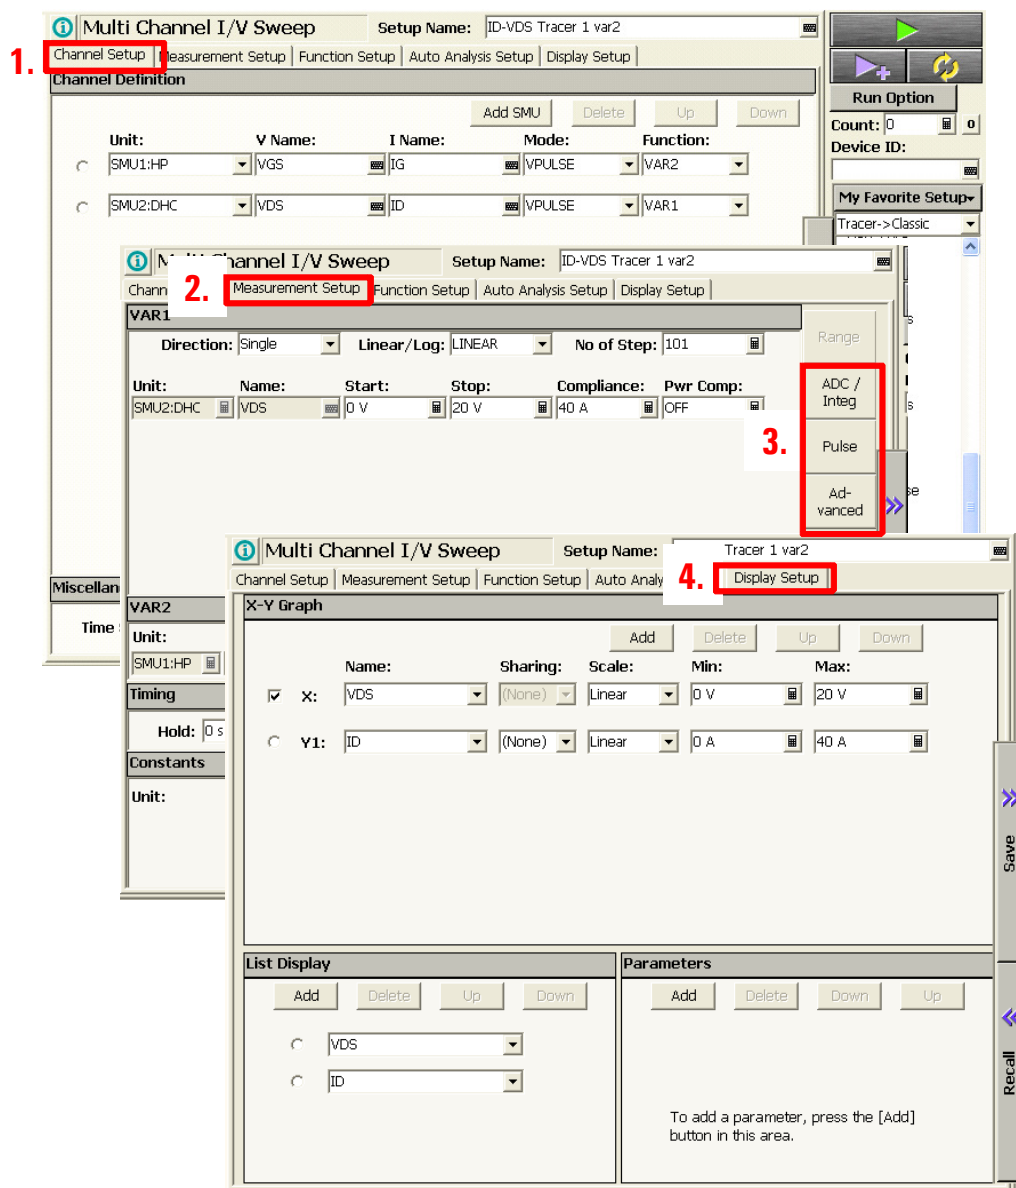 Multi Channel I/V Sweep Setup Name: ID-VDS Tracer 1 var2
1. Channel Setup Measurement Setup Function Setup Auto Analysis Setup Display Setup
Channel Definition
Add SMU Delete Up Down
Unit: V Name: I Name: Mode: Function:
SMU1:HP VGS IG VPULSE VAR2
SMU2:DHC VDS ID VPULSE VAR1
Run Option
Count: 0 0
Device ID:
My Favorite Setup
Tracer->Classic
Miscellan
Time
Channel I/V Sweep Setup Name: ID-VDS Tracer 1 var2
Chann 2. Measurement Setup Function Setup Auto Analysis Setup Display Setup
VAR1
Direction: Single Linear/Log: LINEAR No of Step: 101
Range
Unit: Name: Start: Stop: Compliance: Pwr Comp:
SMU2:DHC VDS 0 V 20 V 40 A OFF
3.
ADC /
Integ
Pulse
Ad-
vanced
VAR2
Unit:
SMU1:HP
Timing
Hold: 0 s
Constants
Unit:
Multi Channel I/V Sweep Setup Name: Tracer 1 var2
Channel Setup Measurement Setup Function Setup Auto Analy 4. Display Setup
X-Y Graph
Add Delete Up Down
Name: Sharing: Scale: Min: Max:
X: VDS (None) Linear 0 V 20 V
Y1: ID (None) Linear 0 A 40 A
Save
Recall
List Display
Add Delete Up Down
VDS
ID
Parameters
Add Delete Down Up
To add a parameter, press the [Add]
button in this area.